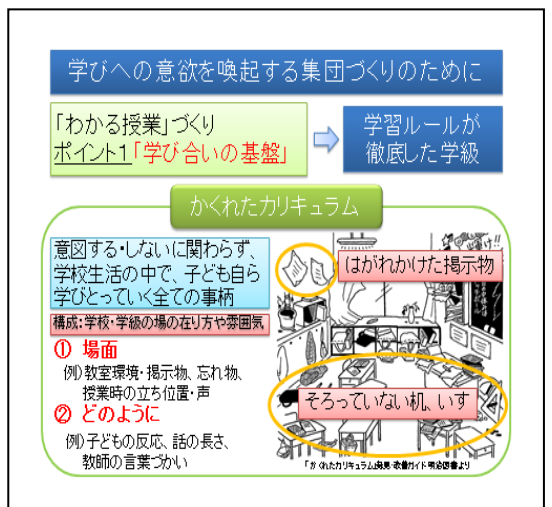 学びへの意欲を喚起する集団づくりのために
「わかる授業」づくり
ポイント1「学び合いの基盤」
学習ルールが
徹底した学級
かくれたカリキュラム
意図する・しないに関わらず、
学校生活の中で、子ども自ら
学びとっていく全ての事柄
構成：学校・学級の場の在り方や雰囲気
① 場面
例）教室環境・掲示物、忘れ物、
授業時の立ち位置・声
② どのように
例）子どもの反応、話の長さ、
教師の言葉づかい
はがれかけた掲示物
そろっていない机、いす
「かくれたカリキュラム」発見・改善ガイド 明治図書より